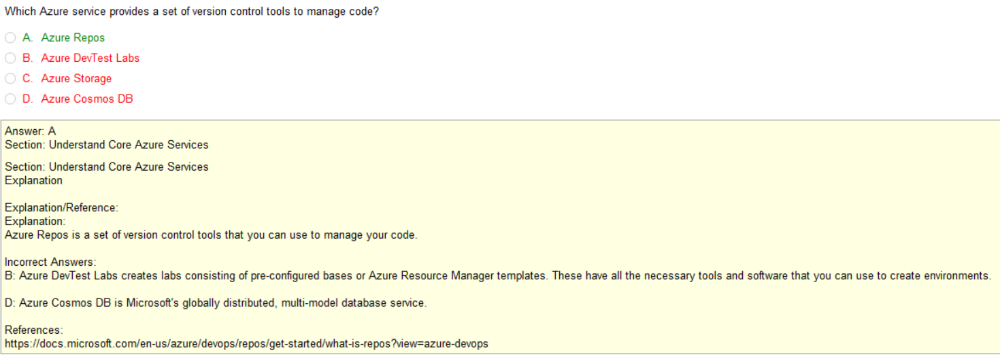 Which Azure service provides a set of version control tools to manage code?
A. Azure Repos
B. Azure DevTest Labs
C. Azure Storage
D. Azure Cosmos DB
Answer: A
Section: Understand Core Azure Services
Section: Understand Core Azure Services
Explanation
Explanation/Reference:
Explanation:
Azure Repos is a set of version control tools that you can use to manage your code.
Incorrect Answers:
B: Azure DevTest Labs creates labs consisting of pre-configured bases or Azure Resource Manager templates. These have all the necessary tools and software that you can use to create environments.
D: Azure Cosmos DB is Microsoft's globally distributed, multi-model database service.
References:
https://docs.microsoft.com/en-us/azure/devops/repos/get-started/what-is-repos?view=azure-devops